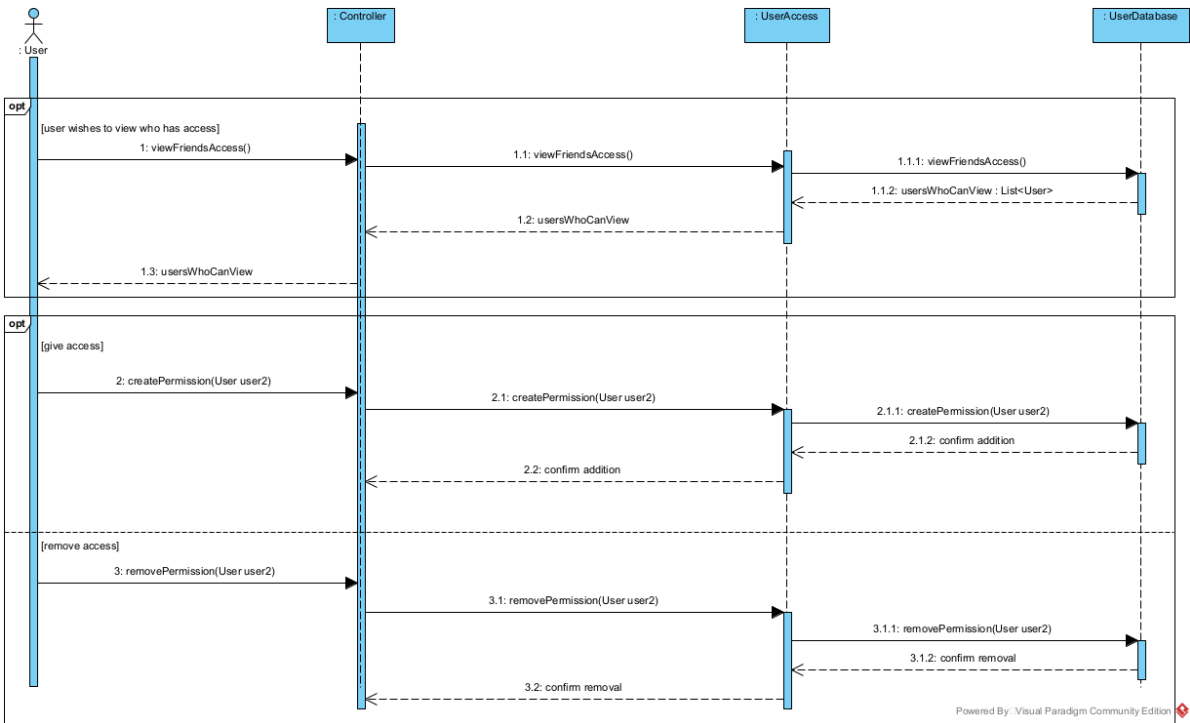 : User
: Controller
: UserAccess
: UserDatabase
opt
[user wishes to view who has access]
1: viewFriendsAccess()
1.1: viewFriendsAccess()
1.1.1: viewFriendsAccess()
1.1.2: usersWhoCanView : List<User>
1.2: usersWhoCanView
1.3: usersWhoCanView
opt
[give access]
2: createPermission(User user2)
2.1: createPermission(User user2)
2.1.1: createPermission(User user2)
2.1.2: confirm addition
2.2: confirm addition
[remove access]
3: removePermission(User user2)
3.1: removePermission(User user2)
3.1.1: removePermission(User user2)
3.1.2: confirm removal
3.2: confirm removal
Powered By Visual Paradigm Community Edition